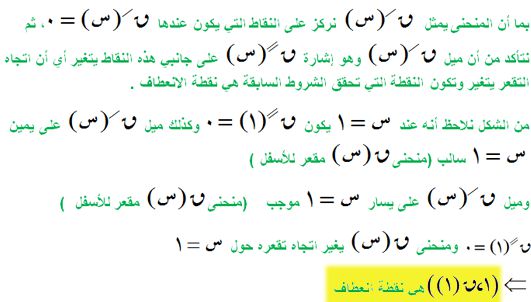 بما أن المنحنى يمثل قَ(س) نركز على النقاط التي يكون عندها قَ(س) = ٠، ثم
نتأكد من أن ميل قَ(س) وهو إشارة قً(س) على جانبي هذه النقاط يتغير أي أن اتجاه
التقعر يتغير وتكون النقطة التي تحقق الشروط السابقة هي نقطة الانعطاف .
من الشكل نلاحظ أنه عند س = ١ يكون قً(١) = ٠ وكذلك ميل قَ(س) على يمين
س = ١ سالب (منحنى ق(س) مقعر للأسفل )
وميل قَ(س) على يسار س = ١ موجب (منحنى ق(س) مقعر للأسفل )
قً(١) = ٠ ومنحنى ق(س) يغير اتجاه تقعره حول س = ١
⇐ (١، ق(١)) هي نقطة انعطاف